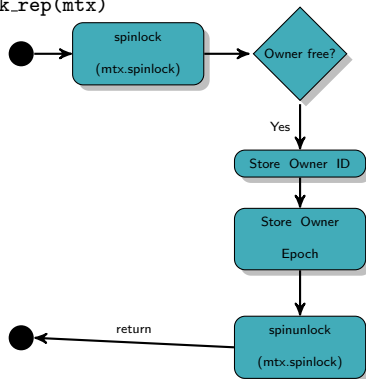 k_rep(mtx)
spinlock
(mtx.spinlock)
Owner free?
Yes
Store Owner ID
Store Owner
Epoch
return
spinunlock
(mtx.spinlock)